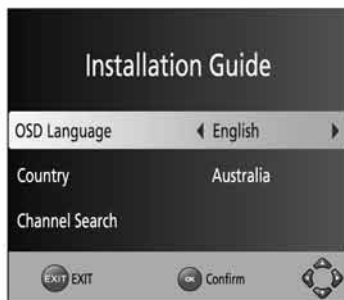 Installation Guide
OSD Language English
Country Australia
Channel Search
EXIT EXIT OK Confirm